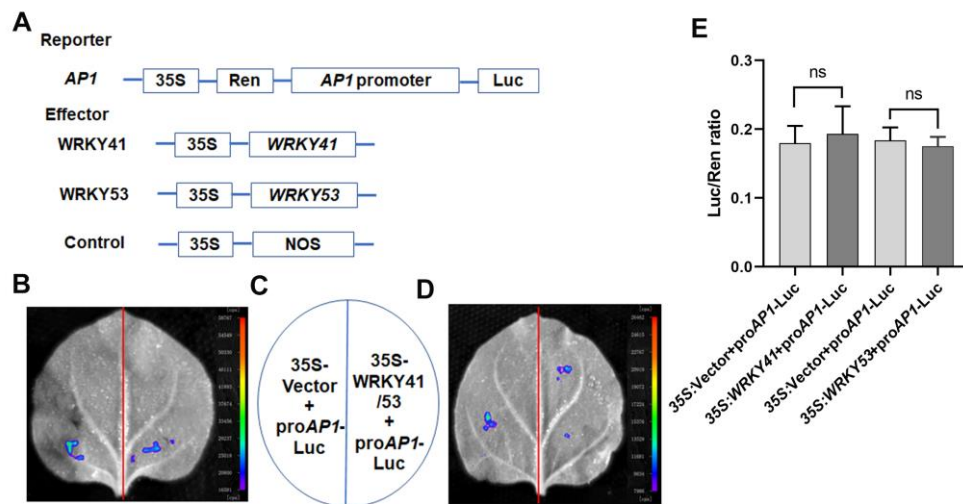 A
Reporter
AP1 35S Ren AP1 promoter Luc
Effector
WRKY41 35S WRKY41
WRKY53 35S WRKY53
Control 35S NOS
B
[cps]
C
35S-
Vector
+
proAP1-
Luc
35S-
WRKY41
/53
+
proAP1-
Luc
D
[cps]
E
Luc/Ren ratio
0.3
0.2
0.1
0.0
ns
ns
35S:Vector+proAP1-Luc
35S:WRKY41+proAP1-Luc
35S:Vector+proAP1-Luc
35S:WRKY53+proAP1-Luc